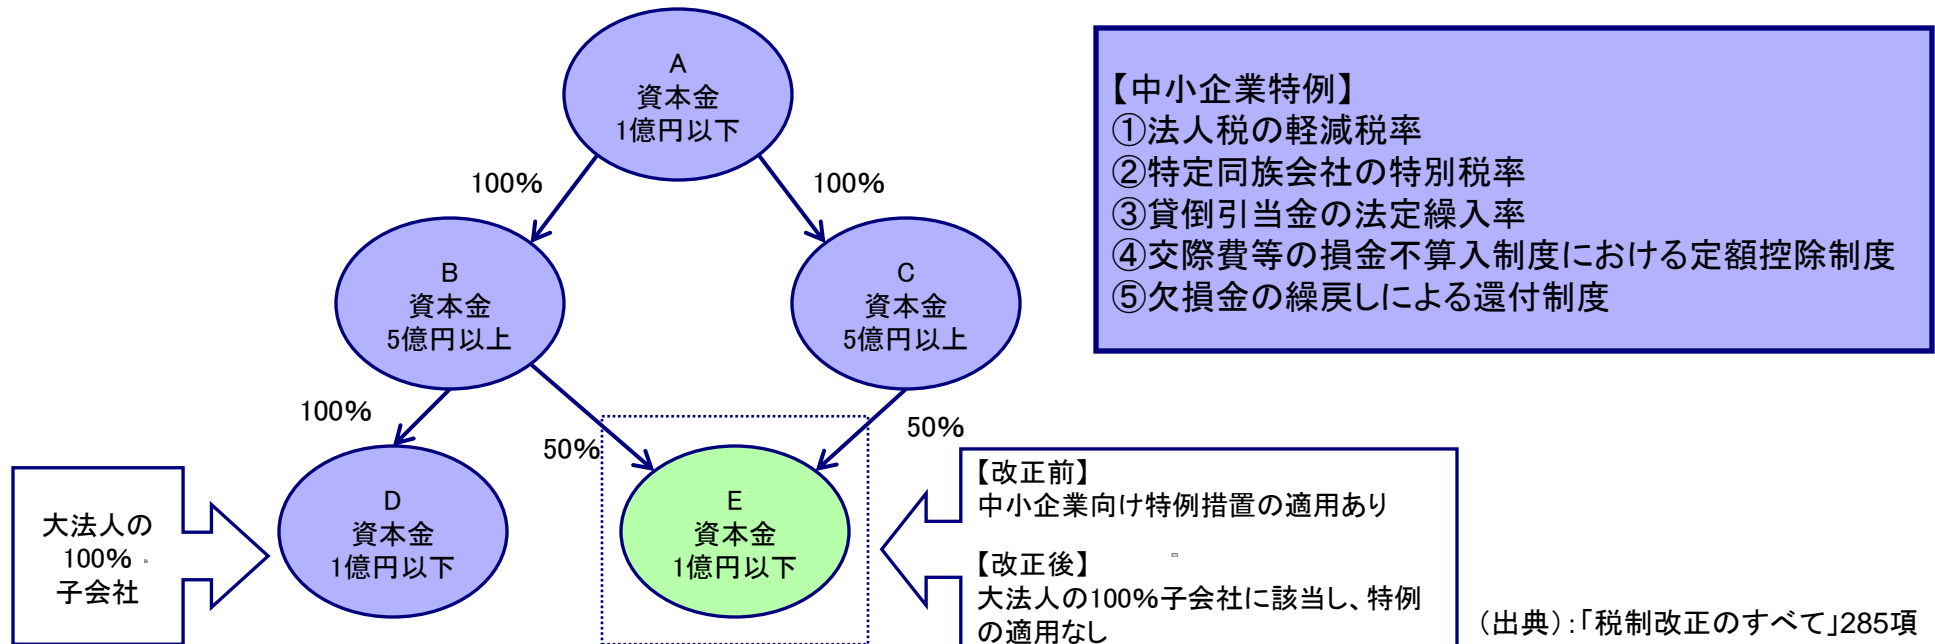 A
資本金
1億円以下
【中小企業特例】
①法人税の軽減税率
②特定同族会社の特別税率
③貸倒引当金の法定繰入率
④交際費等の損金不算入制度における定額控除制度
⑤欠損金の繰戻しによる還付制度
100%
100%
B
資本金
5億円以上
C
資本金
5億円以上
100%
50%
50%
大法人の
100%
子会社
D
資本金
1億円以下
E
資本金
1億円以下
【改正前】
中小企業向け特例措置の適用あり
【改正後】
大法人の100%子会社に該当し、特例
の適用なし
（出典）：「税制改正のすべて」285項